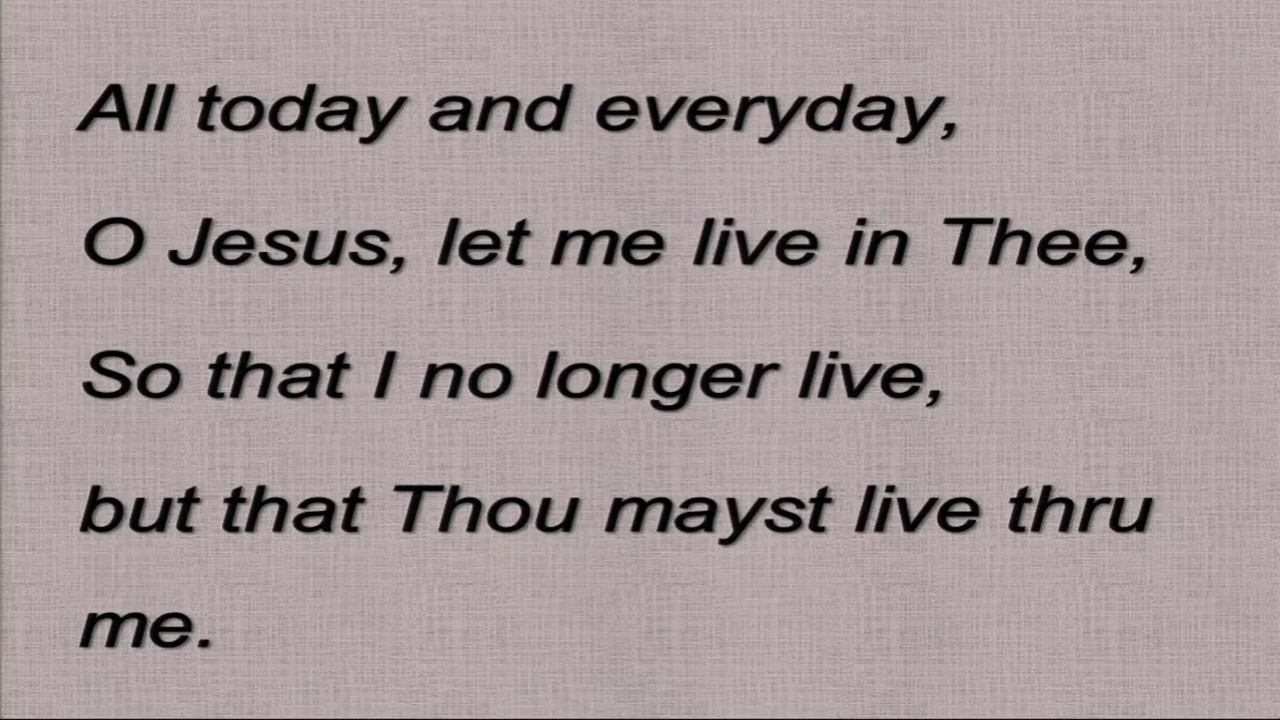 All today and everyday,
O Jesus, let me live in Thee,
So that I no longer live,
but that Thou mayst live thru
me.